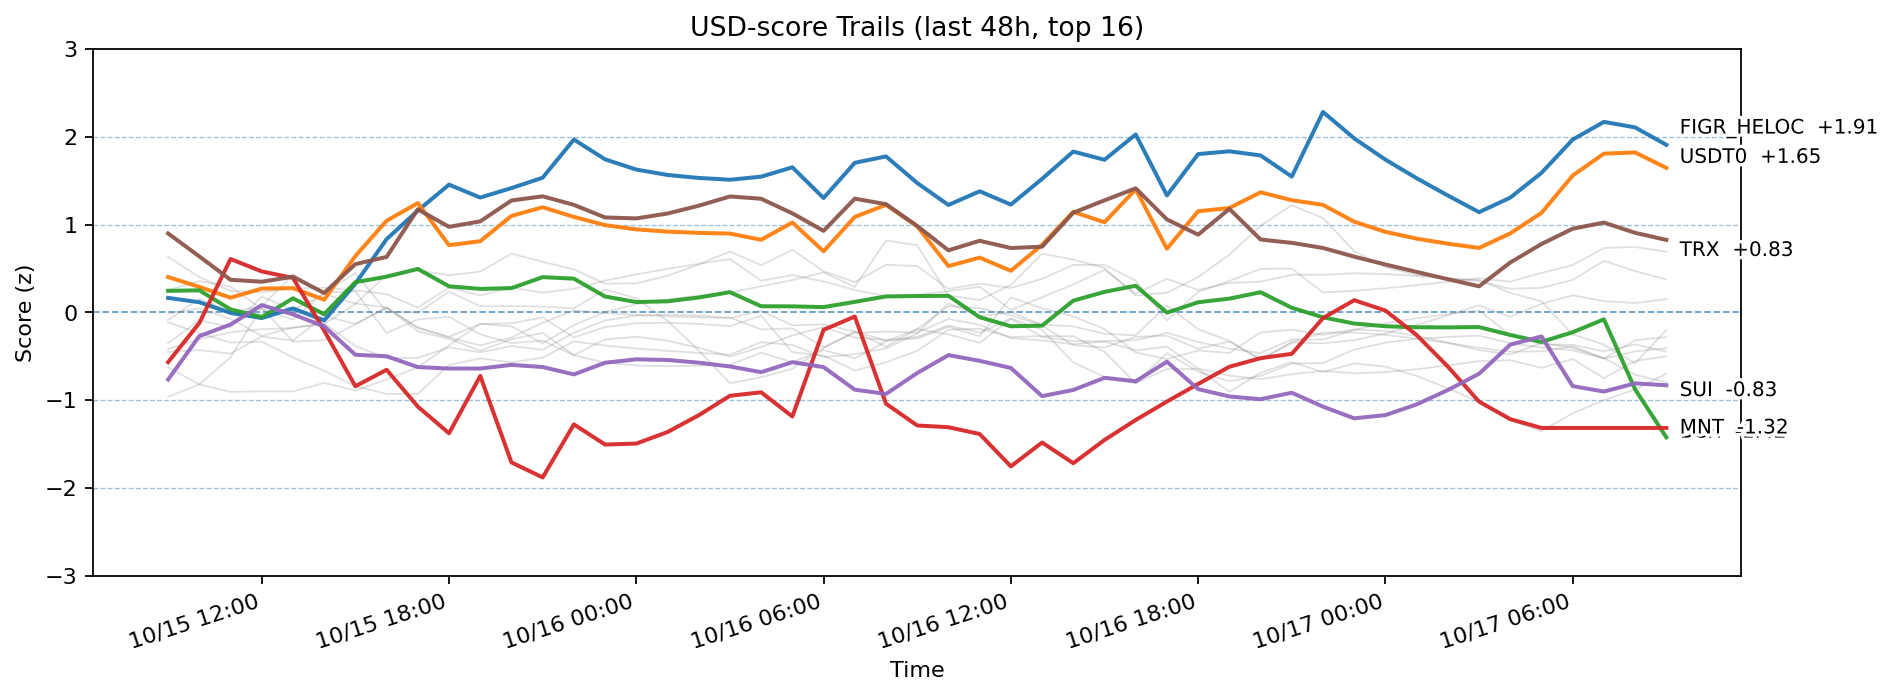 USD-score Trails (last 48h, top 16)
Score (z)
3
2
1
0
−1
−2
−3
FIGR_HELOC +1.91
USDT0 +1.65
TRX +0.83
SUI -0.83
MNT -1.32
10/15 12:00
10/15 18:00
10/16 00:00
10/16 06:00
10/16 12:00
10/16 18:00
10/17 00:00
10/17 06:00
Time